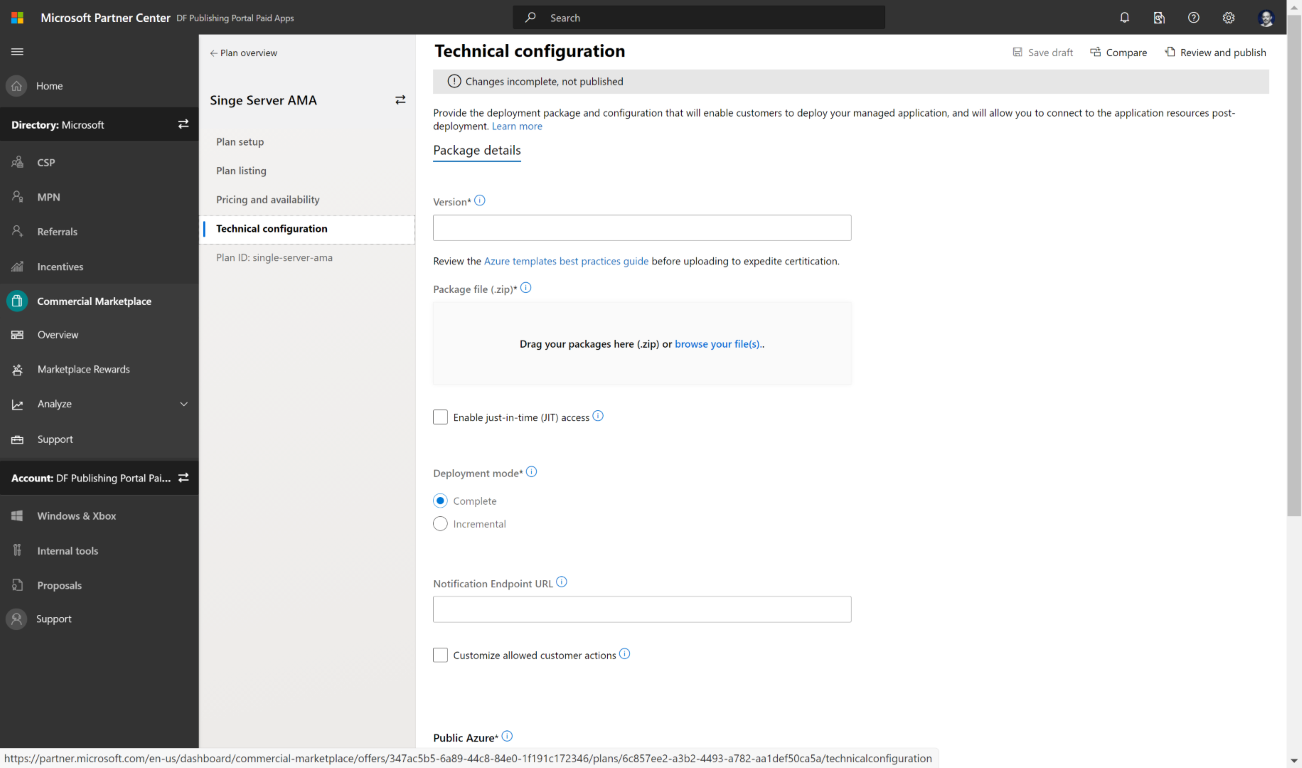 Microsoft Partner Center DF Publishing Portal Paid Apps
Search
Home
Directory: Microsoft
CSP
MPN
Referrals
Incentives
Commercial Marketplace
Overview
Marketplace Rewards
Analyze
Support
Account: DF Publishing Portal Pai...
Windows & Xbox
Internal tools
Proposals
Support
Plan overview
Singe Server AMA
Plan setup
Plan listing
Pricing and availability
Technical configuration
Plan ID: single-server-ama
Technical configuration
Save draft
Compare
Review and publish
Changes incomplete, not published
Provide the deployment package and configuration that will enable customers to deploy your managed application, and will allow you to connect to the application resources post-
deployment. Learn more
Package details
Version*
Review the Azure templates best practices guide before uploading to expedite certitication.
Package file (.zip)*
Drag your packages here (.zip) or browse your file(s)..
Enable just-in-time (JIT) access
Deployment mode*
Complete
Incremental
Notification Endpoint URL
Customize allowed customer actions
Public Azure*
https://partner.microsoft.com/en-us/dashboard/commercial-marketplace/offers/347ac5b5-6a89-44c8-84e0-1f191c172346/plans/6c857ee2-a3b2-4493-a782-aa1def50ca5a/technicalconfiguration